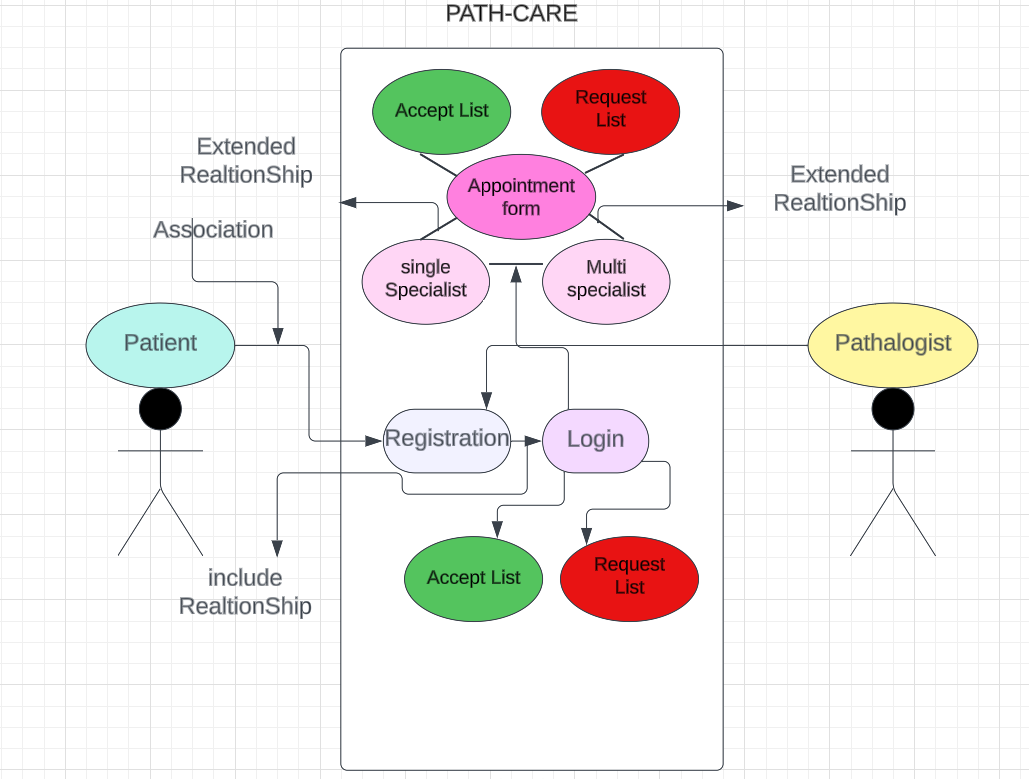 PATH-CARE
Accept List
Request
List
Extended
RealtionShip
Appointment
form
Extended
RealtionShip
Association
single
Specialist
Multi
specialist
Patient
Pathalogist
Registration
Login
include
RealtionShip
Accept List
Request
List